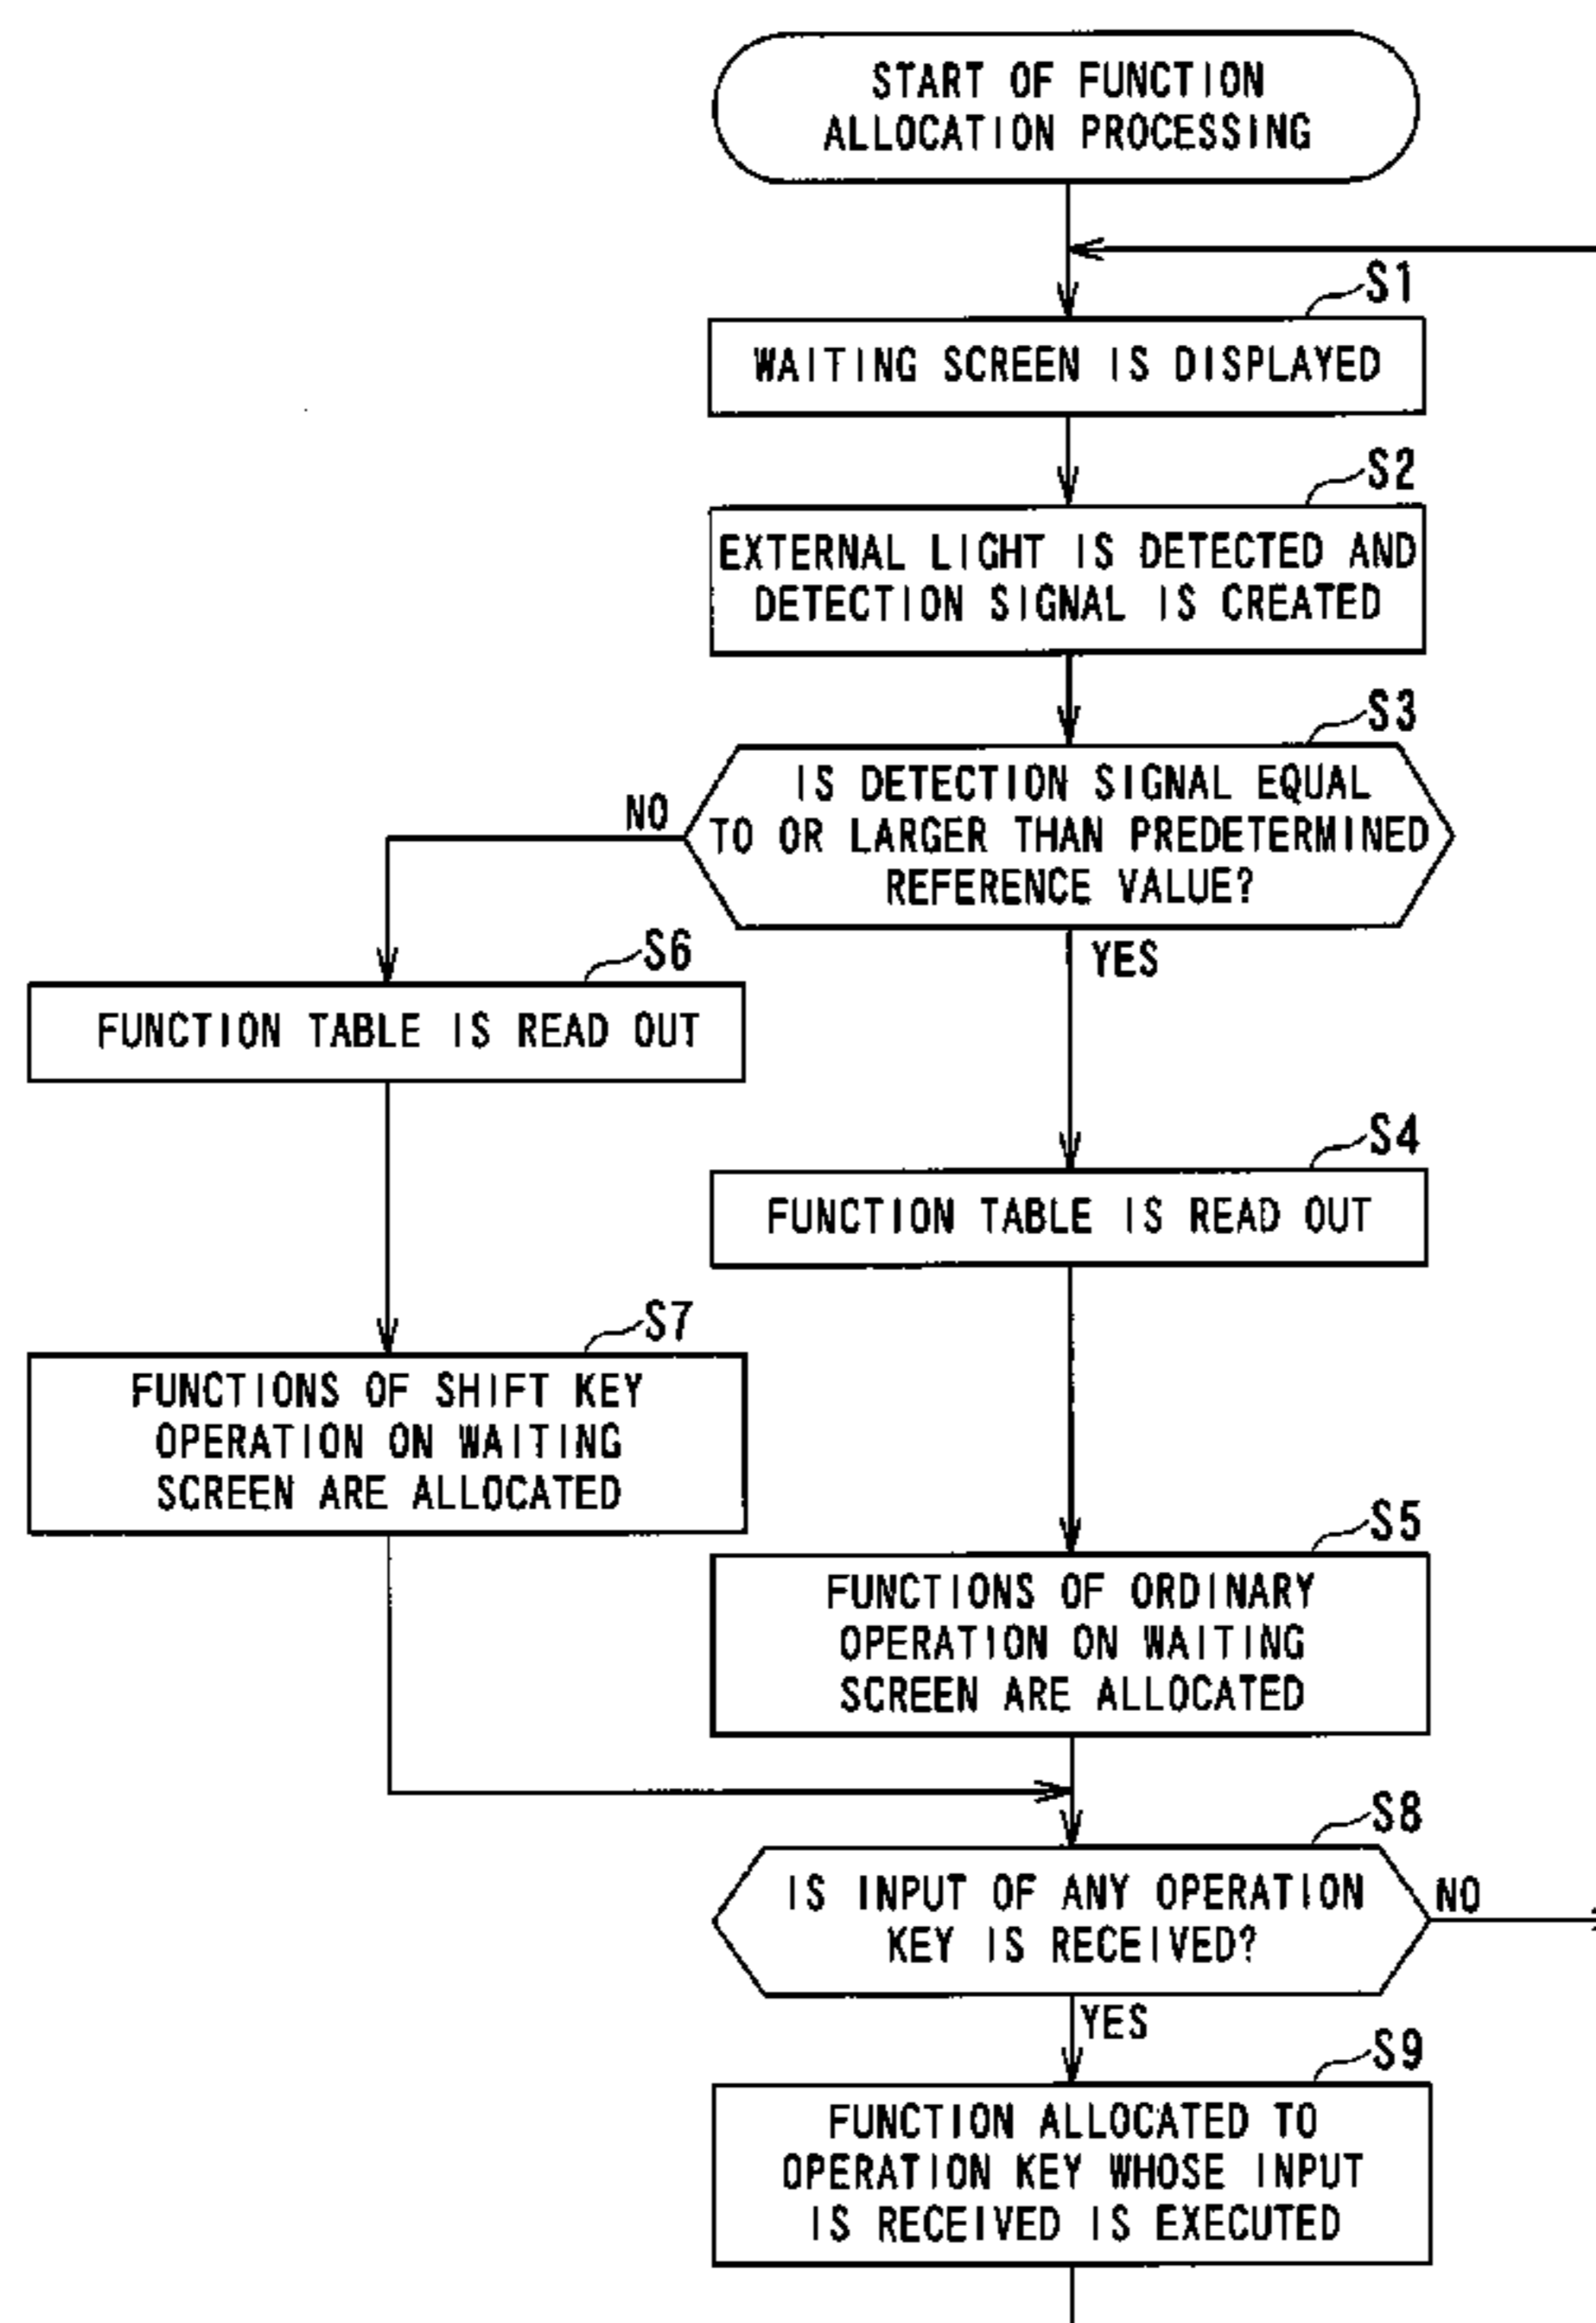 START OF FUNCTION
ALLOCATION PROCESSING
S1
WAITING SCREEN IS DISPLAYED
S2
EXTERNAL LIGHT IS DETECTED AND
DETECTION SIGNAL IS CREATED
S3
IS DETECTION SIGNAL EQUAL
TO OR LARGER THAN PREDETERMINED
REFERENCE VALUE?
NO
YES
S6
FUNCTION TABLE IS READ OUT
S4
FUNCTION TABLE IS READ OUT
S7
FUNCTIONS OF SHIFT KEY
OPERATION ON WAITING
SCREEN ARE ALLOCATED
S5
FUNCTIONS OF ORDINARY
OPERATION ON WAITING
SCREEN ARE ALLOCATED
S8
IS INPUT OF ANY OPERATION
KEY IS RECEIVED?
NO
YES
S9
FUNCTION ALLOCATED TO
OPERATION KEY WHOSE INPUT
IS RECEIVED IS EXECUTED